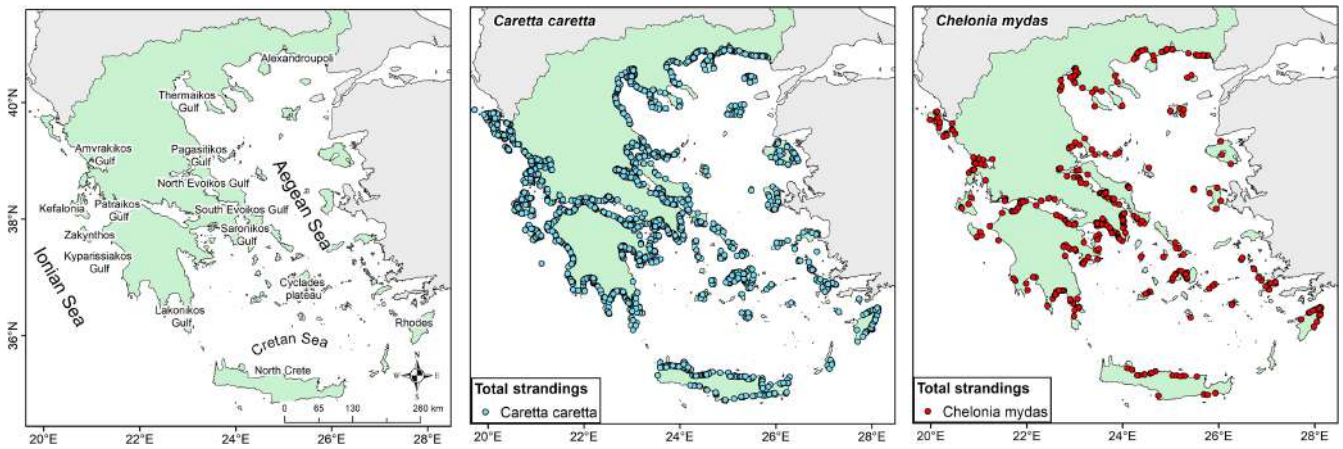 Alexandroupoli
Thermaikos
Gulf
Amvrakikos
Gulf
Pagasitikos
Gulf
North Evoikos Gulf
Aegean Sea
Kefalonia
Patraikos
Gulf
South Evoikos Gulf
Saronikos
Gulf
Zakynthos
Kyparissiakos
Gulf
Ionian Sea
Cyclades
plateau
Lakonikos
Gulf
Rhodes
Cretan Sea
North Crete
N
W E
S
0 65 130 260 km
40°N
38°N
36°N
20°E 22°E 24°E 26°E 28°E
Caretta caretta
Total strandings
Caretta caretta
20°E 22°E 24°E 26°E 28°E
Chelonia mydas
Total strandings
Chelonia mydas
20°E 22°E 24°E 26°E 28°E